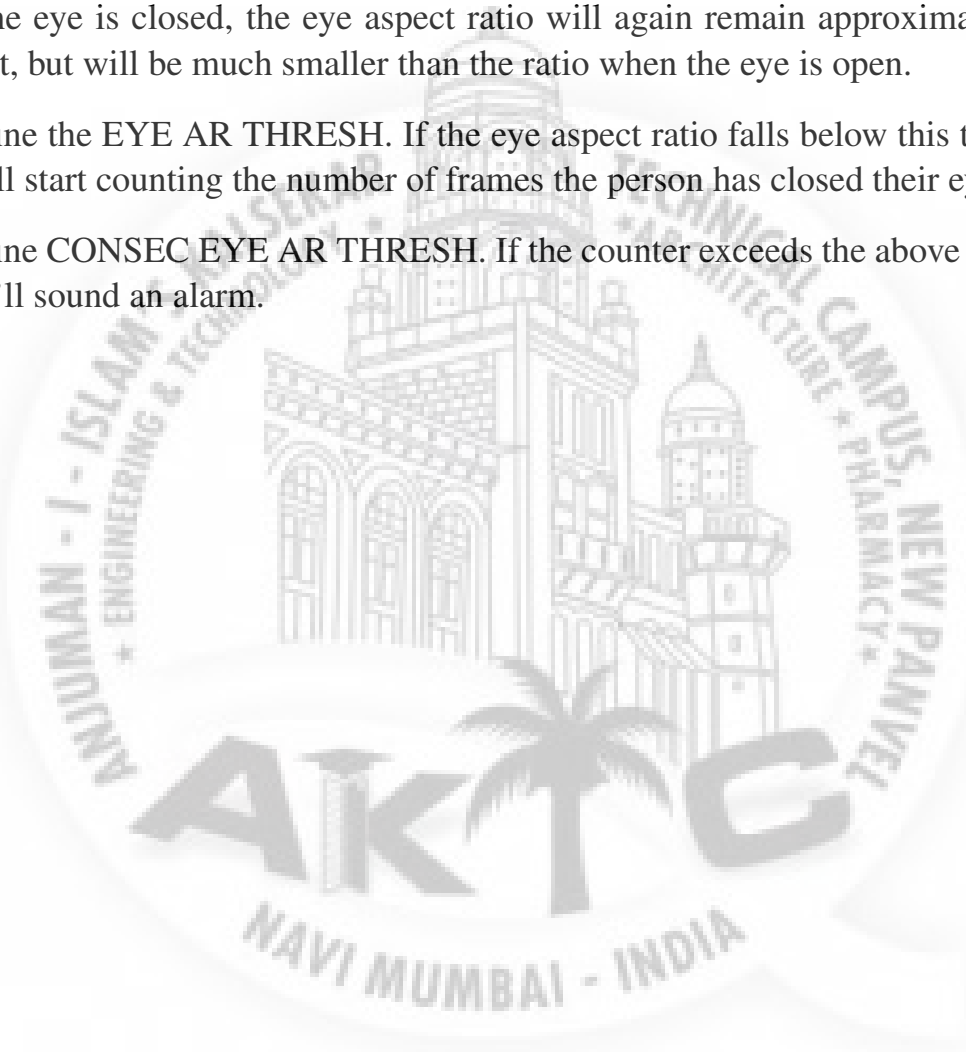 he eye is closed, the eye aspect ratio will again remain approxima
t, but will be much smaller than the ratio when the eye is open.
ine the EYE AR THRESH. If the eye aspect ratio falls below this t
ll start counting the number of frames the person has closed their ey
ine CONSEC EYE AR THRESH. If the counter exceeds the above
'll sound an alarm.
ANJUMAN - I - ISLAM'S KALSEKAR TECHNICAL CAMPUS, NEW PANVEL
* ENGINEERING & TECHNOLOGY * * ARCHITECTURE * PHARMACY *
AKTC
NAVI MUMBAI - INDIA